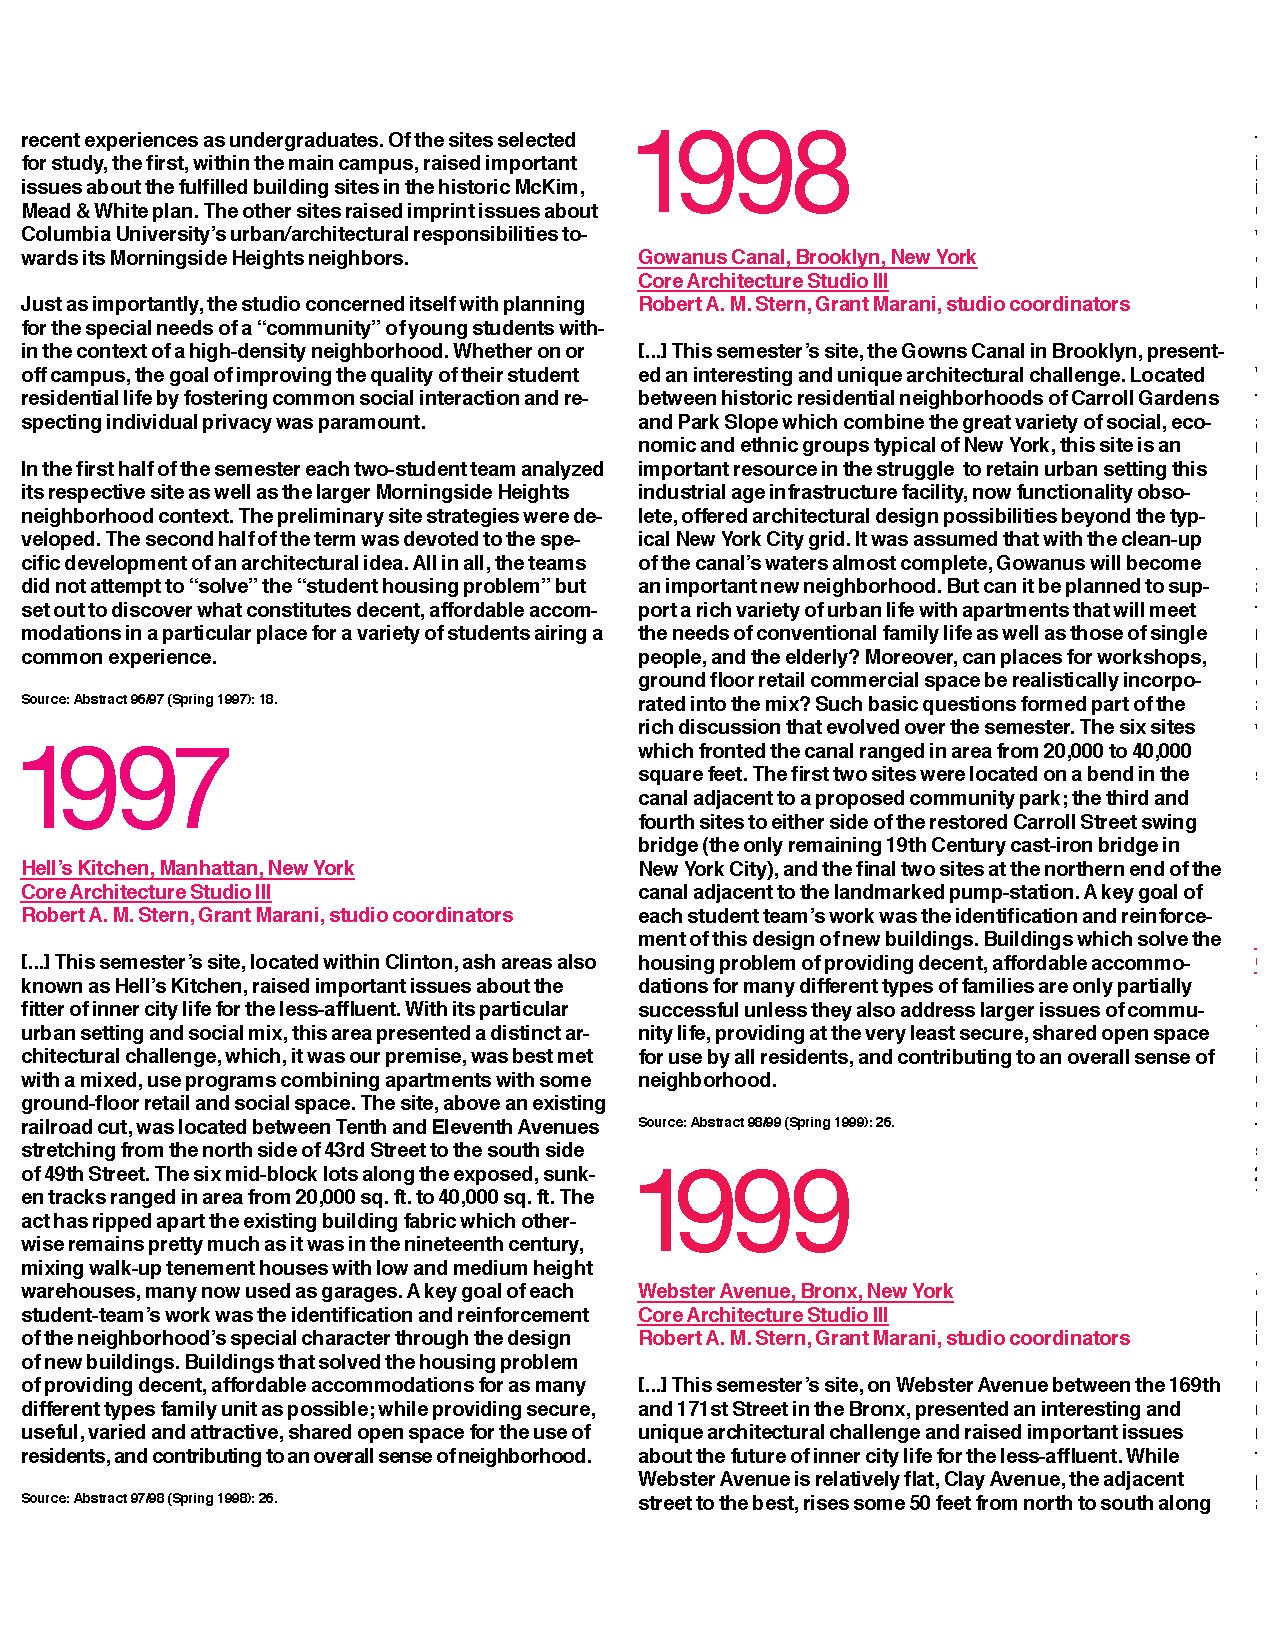 recent experiences as undergraduates. Of the sites selected
for study, the first, within the main campus, raised important
issues about the fulfilled building sites in the historic McKim,
Mead & White plan. The other sites raised imprint issues about
Columbia University's urban/architectural responsibilities to-
wards its Morningside Heights neighbors.
Just as importantly, the studio concerned itself with planning
for the special needs of a “community” of young students with-
in the context of a high-density neighborhood. Whether on or
off campus, the goal of improving the quality of their student
residential life by fostering common social interaction and re-
specting individual privacy was paramount.
In the first half of the semester each two-student team analyzed
its respective site as well as the larger Morningside Heights
neighborhood context. The preliminary site strategies were de-
veloped. The second half of the term was devoted to the spe-
cific development of an architectural idea. All in all, the teams
did not attempt to “solve” the “student housing problem” but
set out to discover what constitutes decent, affordable accom-
modations in a particular place for a variety of students airing a
common experience.
Source: Abstract 96/97 (Spring 1997): 18.
1997
Hell's Kitchen, Manhattan, New York
Core Architecture Studio III
Robert A. M. Stern, Grant Marani, studio coordinators
[...] This semester's site, located within Clinton, ash areas also
known as Hell's Kitchen, raised important issues about the
fitter of inner city life for the less-affluent. With its particular
urban setting and social mix, this area presented a distinct ar-
chitectural challenge, which, it was our premise, was best met
with a mixed, use programs combining apartments with some
ground-floor retail and social space. The site, above an existing
railroad cut, was located between Tenth and Eleventh Avenues
stretching from the north side of 43rd Street to the south side
of 49th Street. The six mid-block lots along the exposed, sunk-
en tracks ranged in area from 20,000 sq. ft. to 40,000 sq. ft. The
act has ripped apart the existing building fabric which other-
wise remains pretty much as it was in the nineteenth century,
mixing walk-up tenement houses with low and medium height
warehouses, many now used as garages. A key goal of each
student-team's work was the identification and reinforcement
of the neighborhood's special character through the design
of new buildings. Buildings that solved the housing problem
of providing decent, affordable accommodations for as many
different types family unit as possible; while providing secure,
useful, varied and attractive, shared open space for the use of
residents, and contributing to an overall sense of neighborhood.
Source: Abstract 97/98 (Spring 1998): 26.
1998
Gowanus Canal, Brooklyn, New York
Core Architecture Studio III
Robert A. M. Stern, Grant Marani, studio coordinators
[...] This semester's site, the Gowns Canal in Brooklyn, present-
ed an interesting and unique architectural challenge. Located
between historic residential neighborhoods of Carroll Gardens
and Park Slope which combine the great variety of social, eco-
nomic and ethnic groups typical of New York, this site is an
important resource in the struggle to retain urban setting this
industrial age infrastructure facility, now functionality obso-
lete, offered architectural design possibilities beyond the typ-
ical New York City grid. It was assumed that with the clean-up
of the canal's waters almost complete, Gowanus will become
an important new neighborhood. But can it be planned to sup-
port a rich variety of urban life with apartments that will meet
the needs of conventional family life as well as those of single
people, and the elderly? Moreover, can places for workshops,
ground floor retail commercial space be realistically incorpo-
rated into the mix? Such basic questions formed part of the
rich discussion that evolved over the semester. The six sites
which fronted the canal ranged in area from 20,000 to 40,000
square feet. The first two sites were located on a bend in the
canal adjacent to a proposed community park; the third and
fourth sites to either side of the restored Carroll Street swing
bridge (the only remaining 19th Century cast-iron bridge in
New York City), and the final two sites at the northern end of the
canal adjacent to the landmarked pump-station. A key goal of
each student team's work was the identification and reinforce-
ment of this design of new buildings. Buildings which solve the
housing problem of providing decent, affordable accommo-
dations for many different types of families are only partially
successful unless they also address larger issues of commu-
nity life, providing at the very least secure, shared open space
for use by all residents, and contributing to an overall sense of
neighborhood.
Source: Abstract 98/99 (Spring 1999): 26.
1999
Webster Avenue, Bronx, New York
Core Architecture Studio III
Robert A. M. Stern, Grant Marani, studio coordinators
[...] This semester's site, on Webster Avenue between the 169th
and 171st Street in the Bronx, presented an interesting and
unique architectural challenge and raised important issues
about the future of inner city life for the less-affluent. While
Webster Avenue is relatively flat, Clay Avenue, the adjacent
street to the best, rises some 50 feet from north to south along